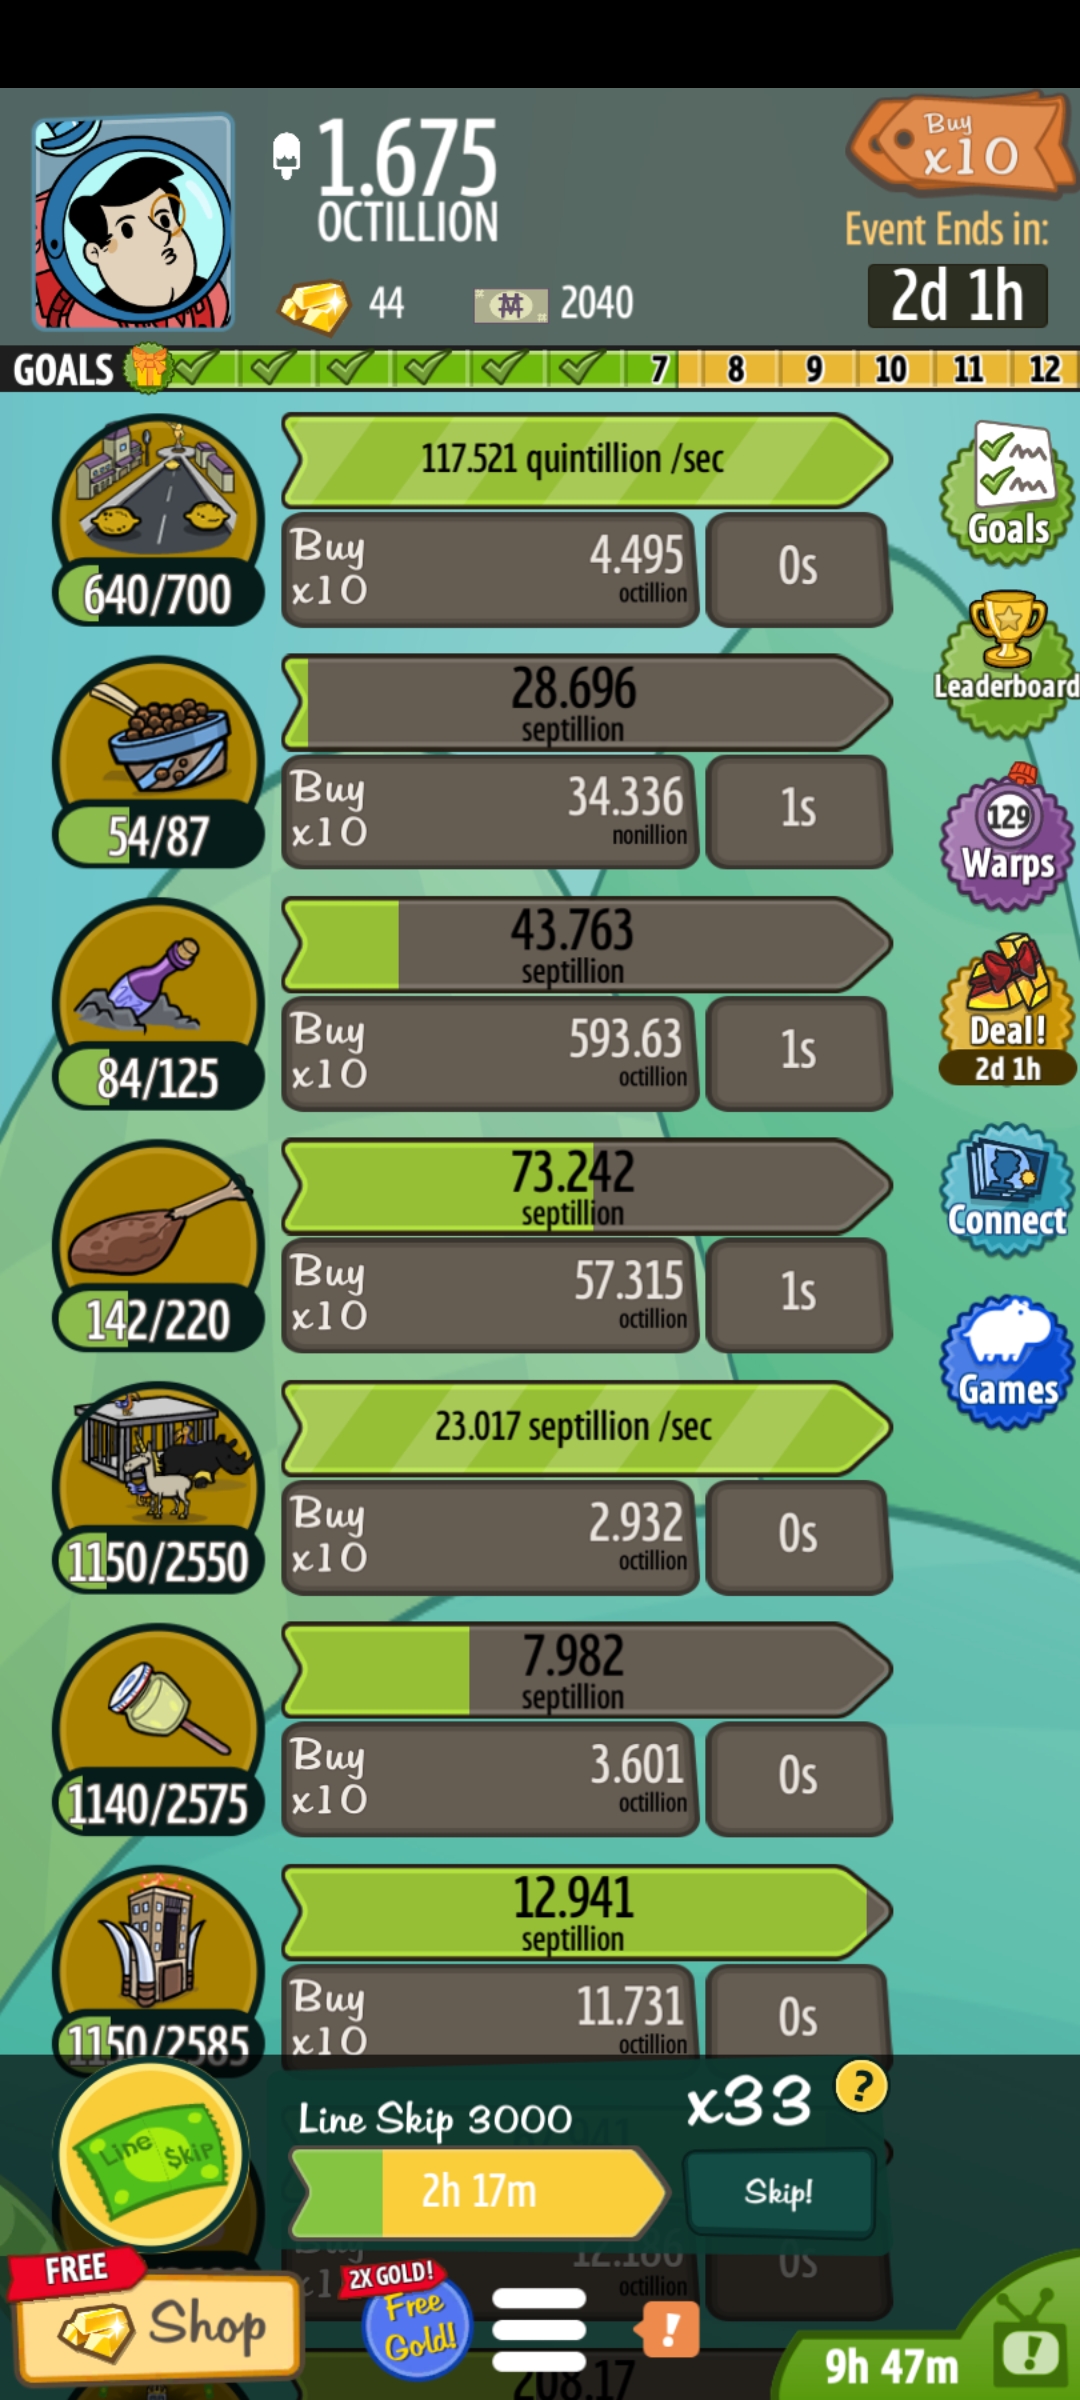 1.675
OCTILLION
Buy
x10
Event Ends in:
2d 1h
44
2040
GOALS 7 8 9 10 11 12
117.521 quintillion /sec
Buy
x10
4.495
octillion
0s
640/700
Goals
Leaderboard
28.696
septillion
Buy
x10
34.336
nonillion
1s
54/87
129
Warps
43.763
septillion
Buy
x10
593.63
octillion
1s
84/125
Deal!
2d 1h
73.242
septillion
Buy
x10
57.315
octillion
1s
142/220
Connect
Games
23.017 septillion /sec
Buy
x10
2.932
octillion
0s
1150/2550
7.982
septillion
Buy
x10
3.601
octillion
0s
1140/2575
12.941
septillion
Buy
x10
11.731
octillion
0s
1150/2585
Line Skip
Line Skip 3000
x33
?
2h 17m
Skip!
12.186
octillion
0s
FREE
Shop
2X GOLD!
Free
Gold!
!
208.17
9h 47m
!